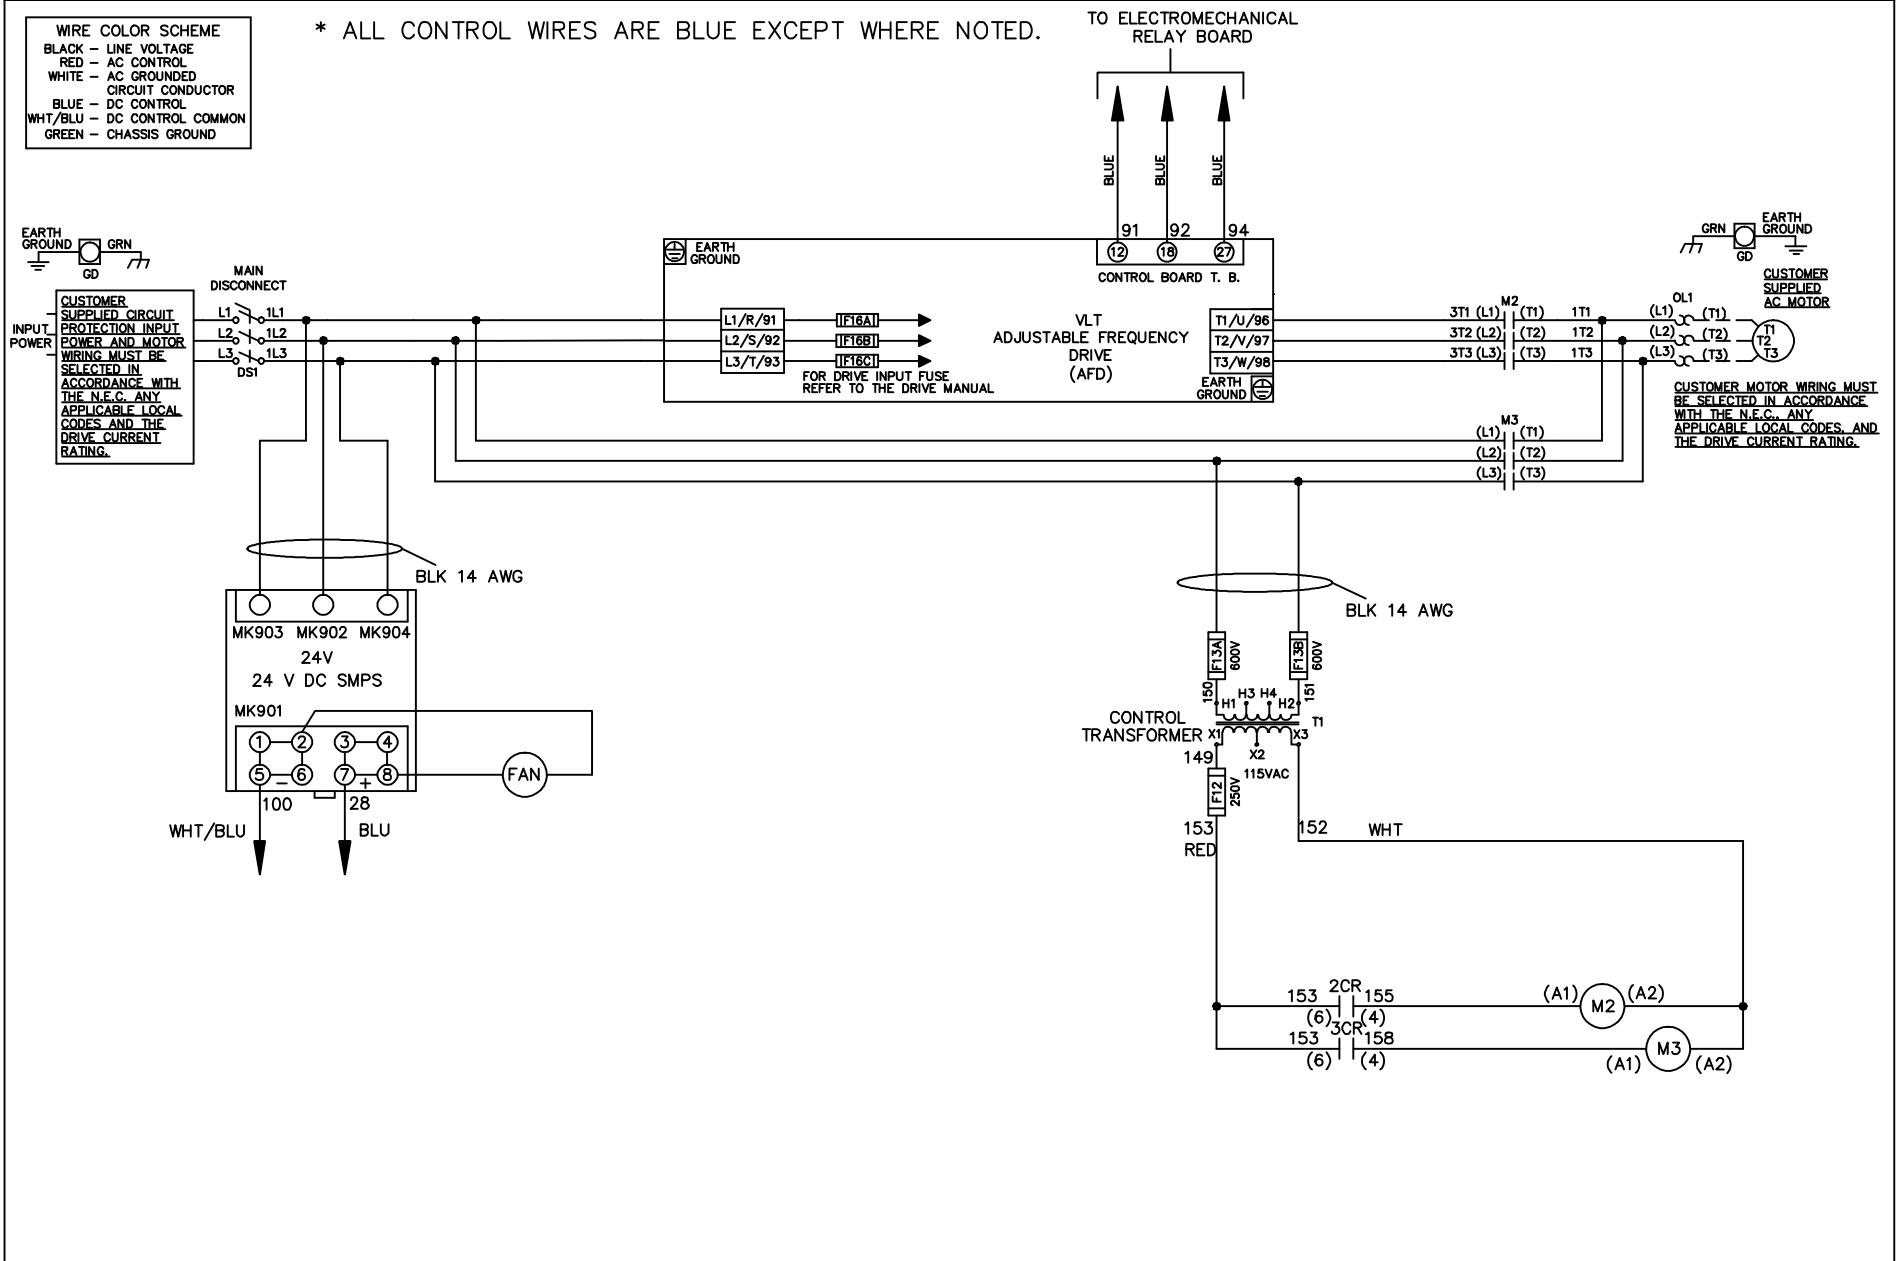 WIRE COLOR SCHEME
BLACK – LINE VOLTAGE
RED – AC CONTROL
WHITE – AC GROUNDED
CIRCUIT CONDUCTOR
BLUE – DC CONTROL
WHT/BLU – DC CONTROL COMMON
GREEN – CHASSIS GROUND
* ALL CONTROL WIRES ARE BLUE EXCEPT WHERE NOTED.
TO ELECTROMECHANICAL
RELAY BOARD
BLUE
BLUE
BLUE
91 92 94
12 18 27
CONTROL BOARD T. B.
EARTH
GROUND
GRN
GD
MAIN
DISCONNECT
INPUT
POWER
CUSTOMER
SUPPLIED CIRCUIT
PROTECTION INPUT
POWER AND MOTOR
WIRING MUST BE
SELECTED IN
ACCORDANCE WITH
THE N.E.C. ANY
APPLICABLE LOCAL
CODES AND THE
DRIVE CURRENT
RATING.
L1 1L1
L2 1L2
L3 1L3
DS1
EARTH
GROUND
L1/R/91 IF16A
L2/S/92 IF16B
L3/T/93 IF16C
FOR DRIVE INPUT FUSE
REFER TO THE DRIVE MANUAL
VLT
ADJUSTABLE FREQUENCY
DRIVE
(AFD)
T1/U/96
T2/V/97
T3/W/98
EARTH
GROUND
M2
3T1 (L1) (T1) 1T1
3T2 (L2) (T2) 1T2
3T3 (L3) (T3) 1T3
OL1
(L1) (T1)
(L2) (T2)
(L3) (T3)
T1
T2
T3
GRN
GD
EARTH
GROUND
CUSTOMER
SUPPLIED
AC MOTOR
CUSTOMER MOTOR WIRING MUST
BE SELECTED IN ACCORDANCE
WITH THE N.E.C., ANY
APPLICABLE LOCAL CODES, AND
THE DRIVE CURRENT RATING.
M3
(L1) (T1)
(L2) (T2)
(L3) (T3)
BLK 14 AWG
MK903 MK902 MK904
24V
24 V DC SMPS
MK901
1 2 3 4
5 – 6 7 + 8
FAN
100 28
WHT/BLU BLU
BLK 14 AWG
F13A
600V
F13B
600V
150
151
H1 H3 H4 H2
T1
CONTROL
TRANSFORMER
X1 X2 X3
115VAC
149
F12
250V
153
RED
152 WHT
153 2CR 155
(6) (4)
(A1) M2 (A2)
153 3CR 158
(6) (4)
(A1) M3 (A2)